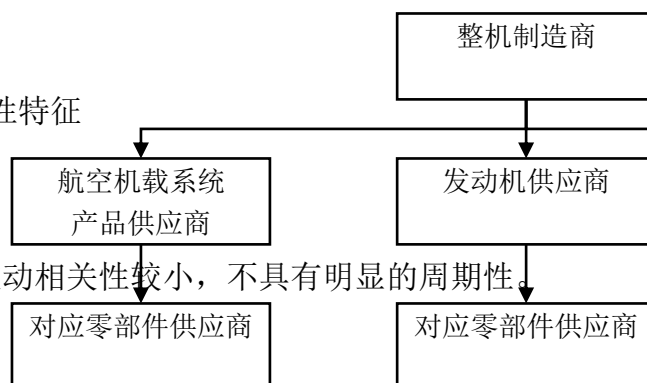 整机制造商
性特征
航空机载系统
产品供应商
发动机供应商
动相关性较小，不具有明显的周期性。
对应零部件供应商
对应零部件供应商